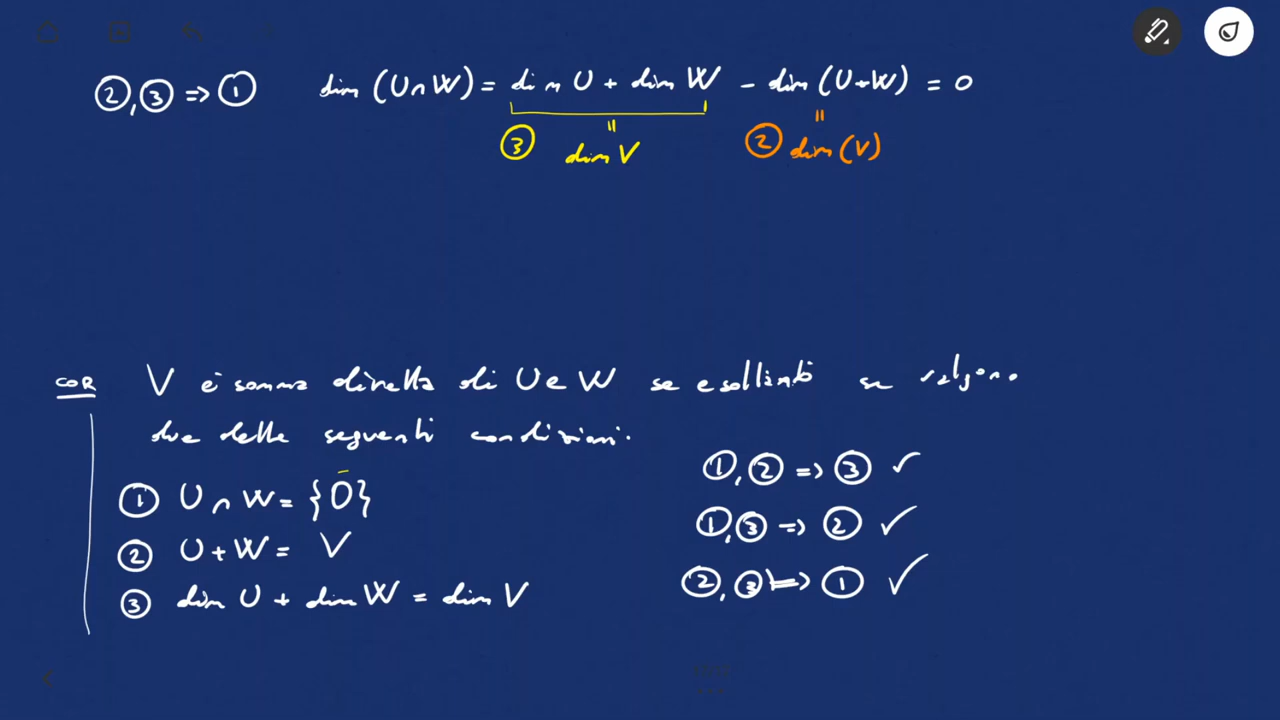 ②,③ => ① dim (U∩W) = dim U + dim W - dim (U+W) = 0
③ = dim V ② = dim (V)
COR V è somma diretta di U e W se e soltanto se valgono
due delle seguenti condizioni.
① U∩W = {0}
② U+W = V
③ dim U + dim W = dim V
①,② => ③ ✓
①,③ => ② ✓
②,③ => ① ✓